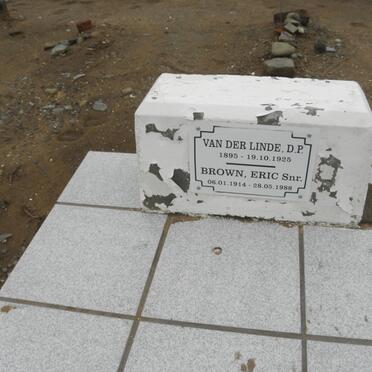 VAN DER LINDE, D.P.
1895 - 19.10.1925
BROWN, ERIC Snr.
06.01.1914 - 28.05.1988